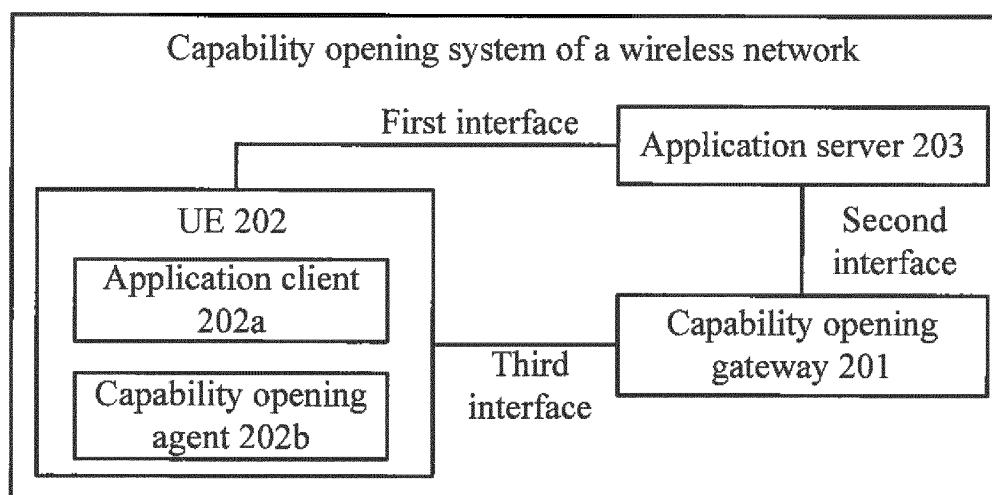 Capability opening system of a wireless network
First interface
Application server 203
UE 202
Second
interface
Application client
202a
Capability opening
gateway 201
Third
interface
Capability opening
agent 202b